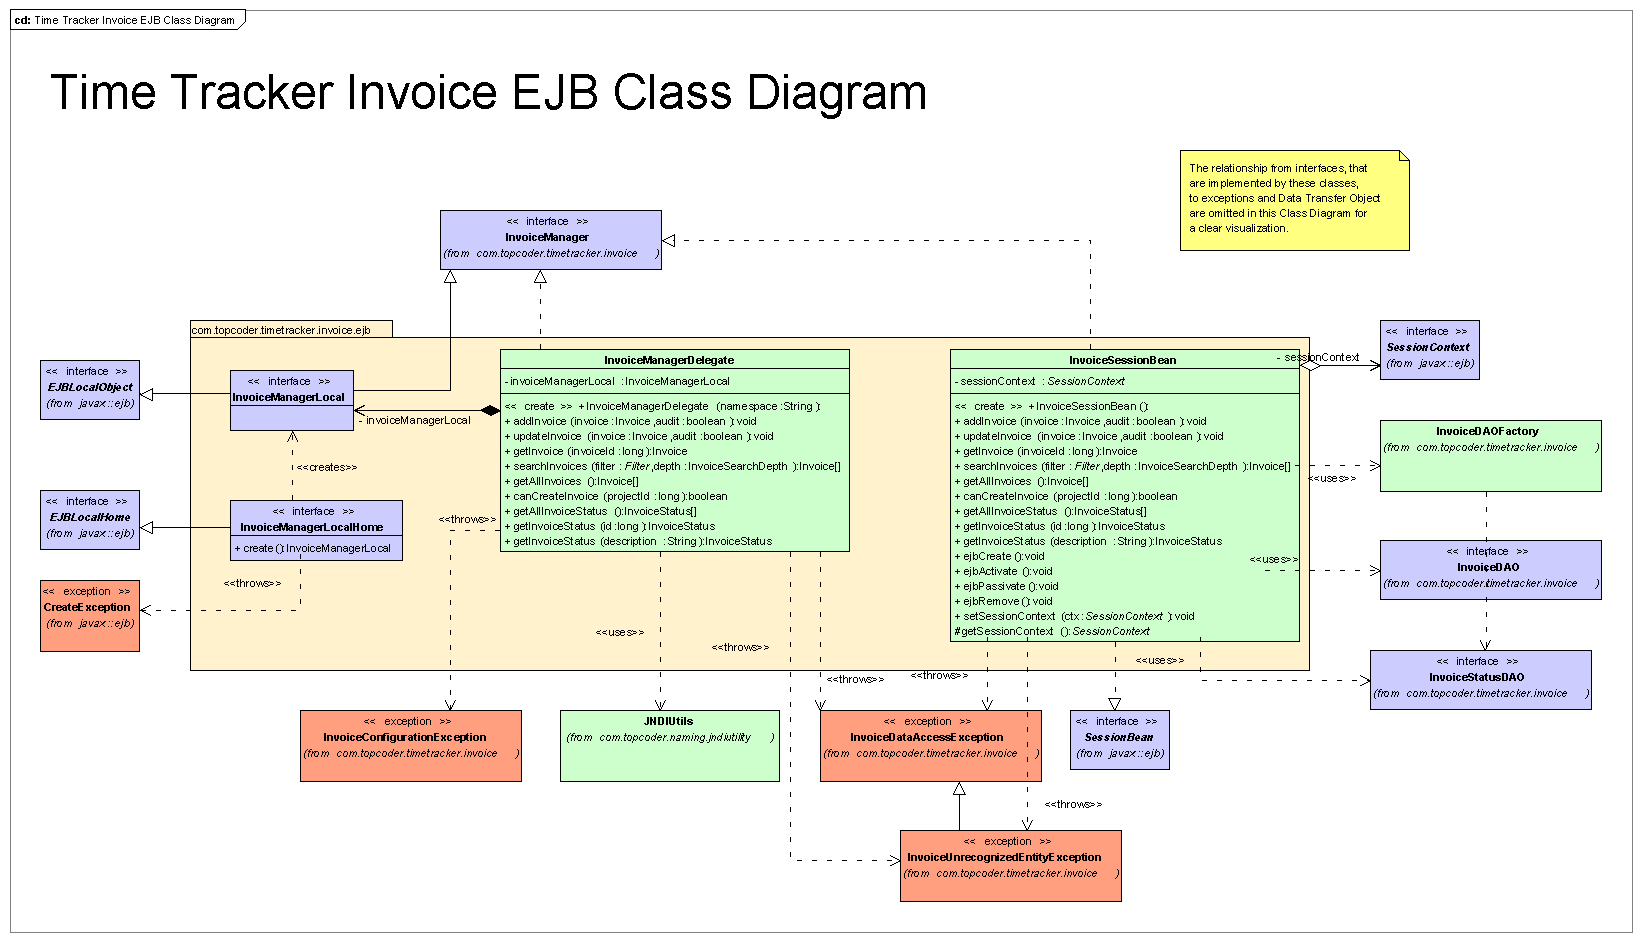 cd: Time Tracker Invoice EJB Class Diagram
Time Tracker Invoice EJB Class Diagram
The relationship from interfaces, that
are implemented by these classes,
to exceptions and Data Transfer Object
are omitted in this Class Diagram for
a clear visualization.
<< interface >>
InvoiceManager
(from com.topcoder.timetracker.invoice )
com.topcoder.timetracker.invoice.ejb
<< interface >>
EJBLocalObject
(from javax::ejb)
<< interface >>
InvoiceManagerLocal
- invoiceManagerLocal
<<creates>>
<< interface >>
EJBLocalHome
(from javax::ejb)
<< interface >>
InvoiceManagerLocalHome
+ create():InvoiceManagerLocal
<<throws>>
<< exception >>
CreateException
(from javax::ejb)
InvoiceManagerDelegate
-invoiceManagerLocal :InvoiceManagerLocal
<< create >> +InvoiceManagerDelegate (namespace:String)
+ addInvoice (invoice:Invoice,audit:boolean):void
+ updateInvoice (invoice:Invoice,audit:boolean):void
+ getInvoice (invoiceId:long):Invoice
+ searchInvoices (filter:Filter,depth:InvoiceSearchDepth ):Invoice[]
+ getAllInvoices ():Invoice[]
+ canCreateInvoice (projectId:long):boolean
+ getAllInvoiceStatus ():InvoiceStatus[]
+ getInvoiceStatus (id:long):InvoiceStatus
+ getInvoiceStatus (description :String):InvoiceStatus
<<throws>>
<<uses>>
<<throws>>
<<throws>>
InvoiceSessionBean
-sessionContext :SessionContext
<< create >> +InvoiceSessionBean()
+ addInvoice (invoice:Invoice,audit:boolean):void
+ updateInvoice (invoice:Invoice,audit:boolean):void
+ getInvoice (invoiceId:long):Invoice
+ searchInvoices (filter:Filter,depth:InvoiceSearchDepth ):Invoice[]
+ getAllInvoices ():Invoice[]
+ canCreateInvoice (projectId:long):boolean
+ getAllInvoiceStatus ():InvoiceStatus[]
+ getInvoiceStatus (id:long):InvoiceStatus
+ getInvoiceStatus (description :String):InvoiceStatus
+ ejbCreate():void
+ ejbActivate ():void
+ ejbPassivate():void
+ ejbRemove():void
+ setSessionContext (ctx:SessionContext ):void
#getSessionContext ():SessionContext
- sessionContext
<< interface >>
SessionContext
(from javax::ejb)
<<uses>>
InvoiceDAOFactory
(from com.topcoder.timetracker.invoice )
<<uses>>
<< interface >>
InvoiceDAO
(from com.topcoder.timetracker.invoice )
<<uses>>
<< interface >>
InvoiceStatusDAO
(from com.topcoder.timetracker.invoice )
<<throws>>
<< exception >>
InvoiceConfigurationException
(from com.topcoder.timetracker.invoice )
JNDIUtils
(from com.topcoder.naming.jndiutility )
<< exception >>
InvoiceDataAccessException
(from com.topcoder.timetracker.invoice )
<< interface >>
SessionBean
(from javax::ejb)
<<throws>>
<< exception >>
InvoiceUnrecognizedEntityException
(from com.topcoder.timetracker.invoice )